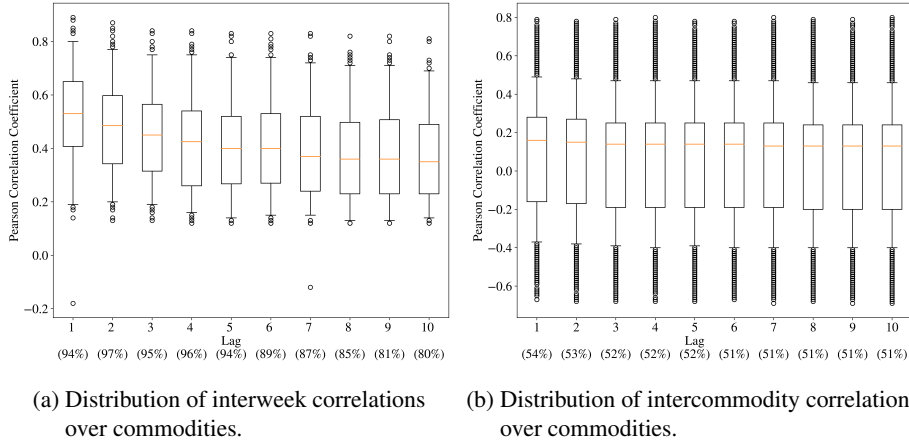 0.8
0.6
0.4
0.2
0.0
−0.2
Pearson Correlation Coefficient
1 2 3 4 5 6 7 8 9 10
Lag
(94%) (97%) (95%) (96%) (94%) (89%) (87%) (85%) (81%) (80%)
(a) Distribution of interweek correlations
over commodities.
0.8
0.6
0.4
0.2
0.0
−0.2
−0.4
−0.6
Pearson Correlation Coefficient
1 2 3 4 5 6 7 8 9 10
Lag
(54%) (53%) (52%) (52%) (52%) (51%) (51%) (51%) (51%) (51%)
(b) Distribution of intercommodity correlation
over commodities.